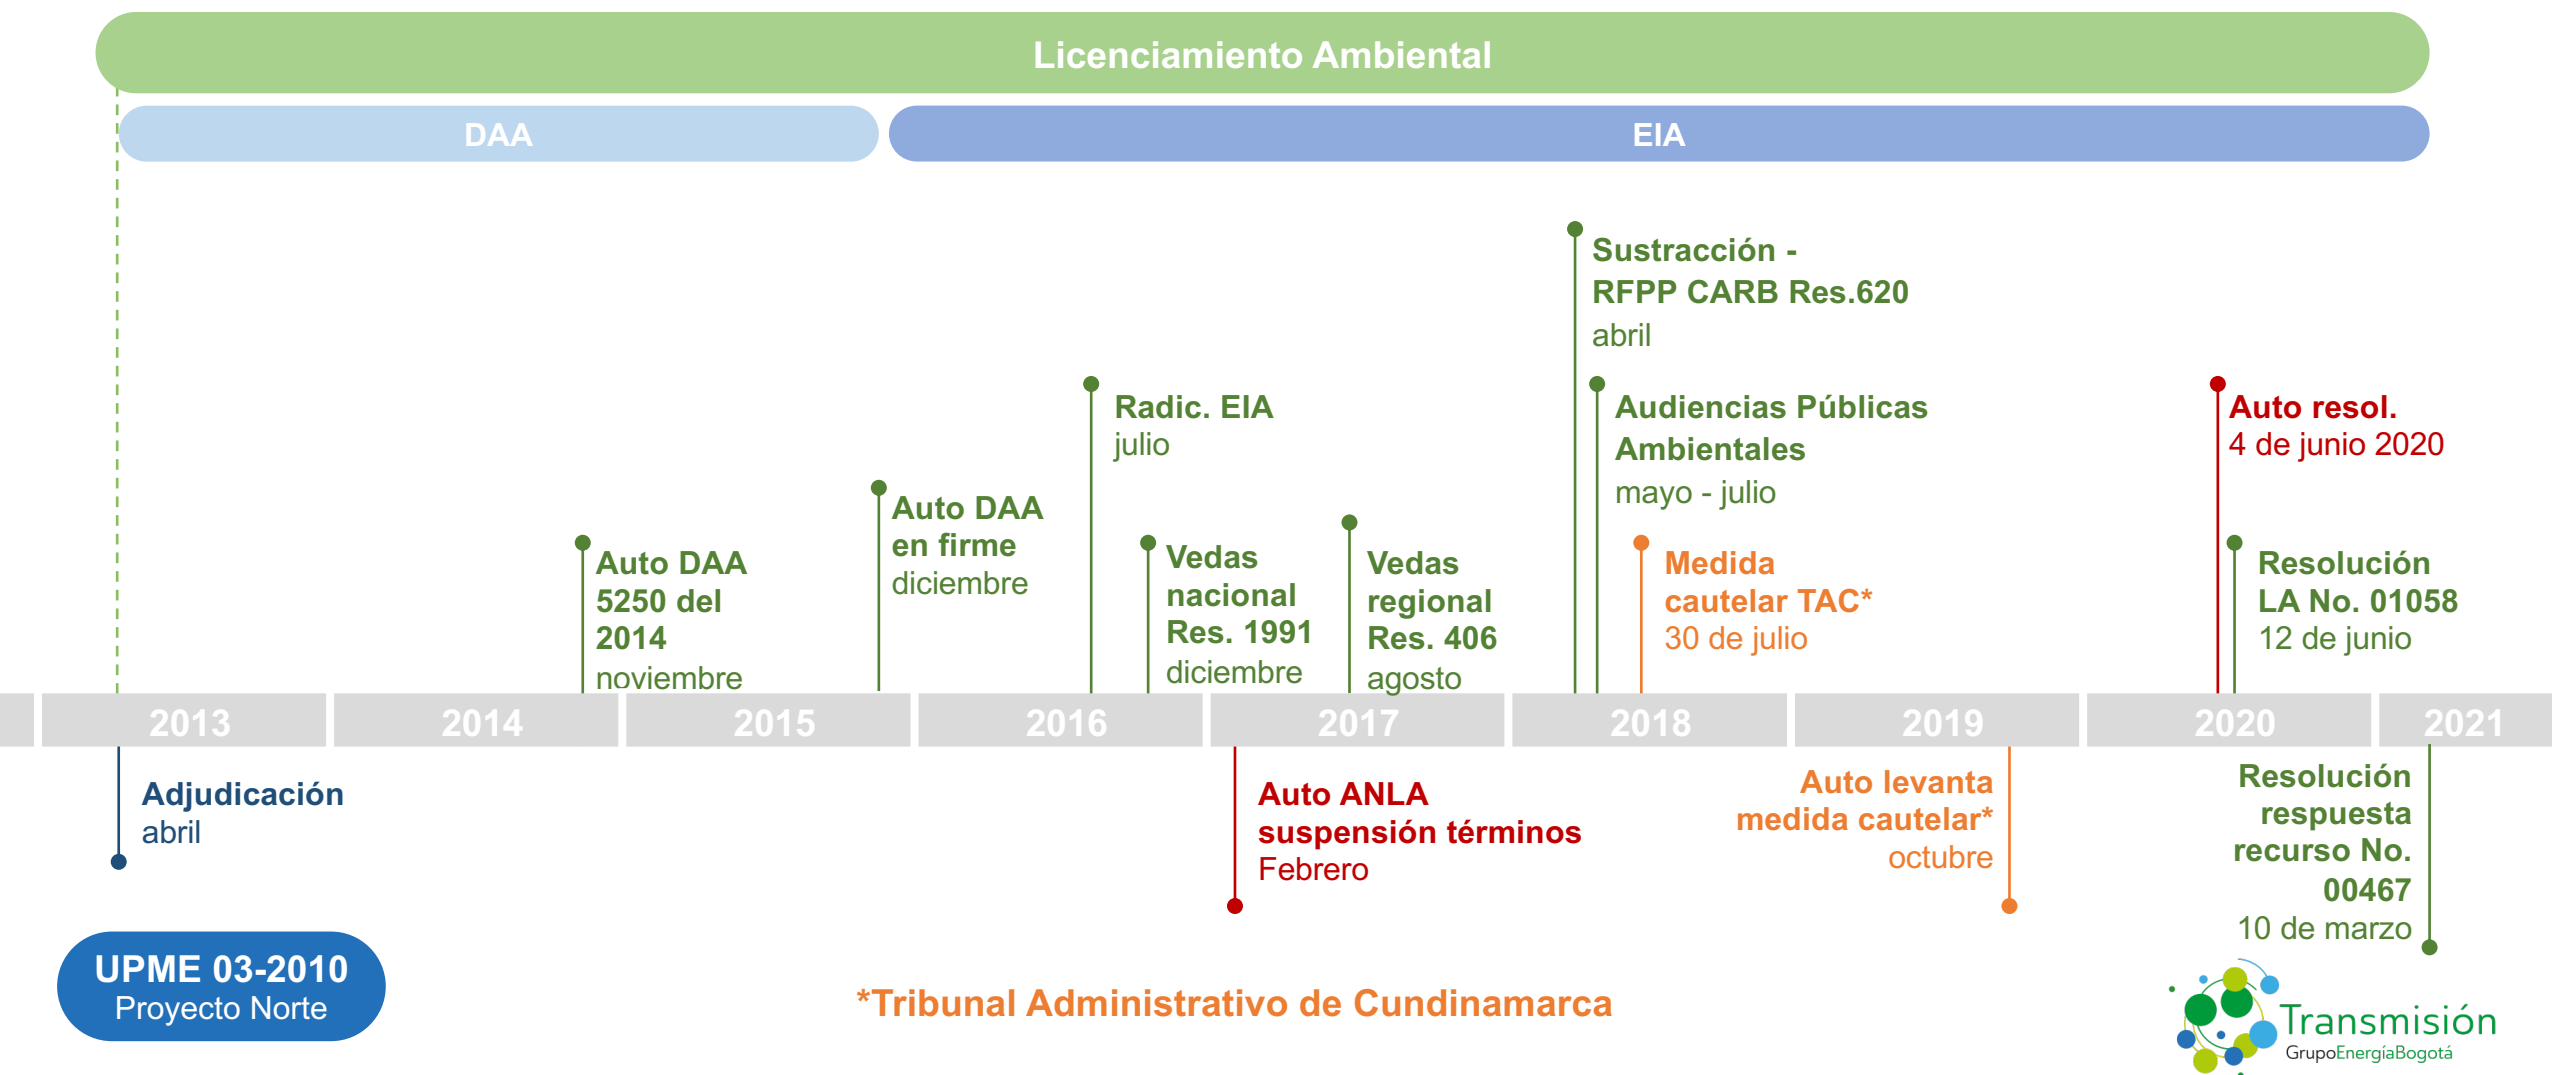 Licenciamiento Ambiental
DAA
EIA
Sustracción -
RFPP CARB Res.620
abril
Radic. EIA
julio
Audiencias Públicas
Ambientales
mayo - julio
Auto resol.
4 de junio 2020
Auto DAA
en firme
diciembre
Auto DAA
5250 del
2014
noviembre
Vedas
nacional
Res. 1991
diciembre
Vedas
regional
Res. 406
agosto
Medida
cautelar TAC*
30 de julio
Resolución
LA No. 01058
12 de junio
2013
2014
2015
2016
2017
2018
2019
2020
2021
Adjudicación
abril
Auto ANLA
suspensión términos
Febrero
Auto levanta
medida cautelar*
octubre
Resolución
respuesta
recurso No.
00467
10 de marzo
UPME 03-2010
Proyecto Norte
*Tribunal Administrativo de Cundinamarca
Transmisión
GrupoEnergíaBogotá